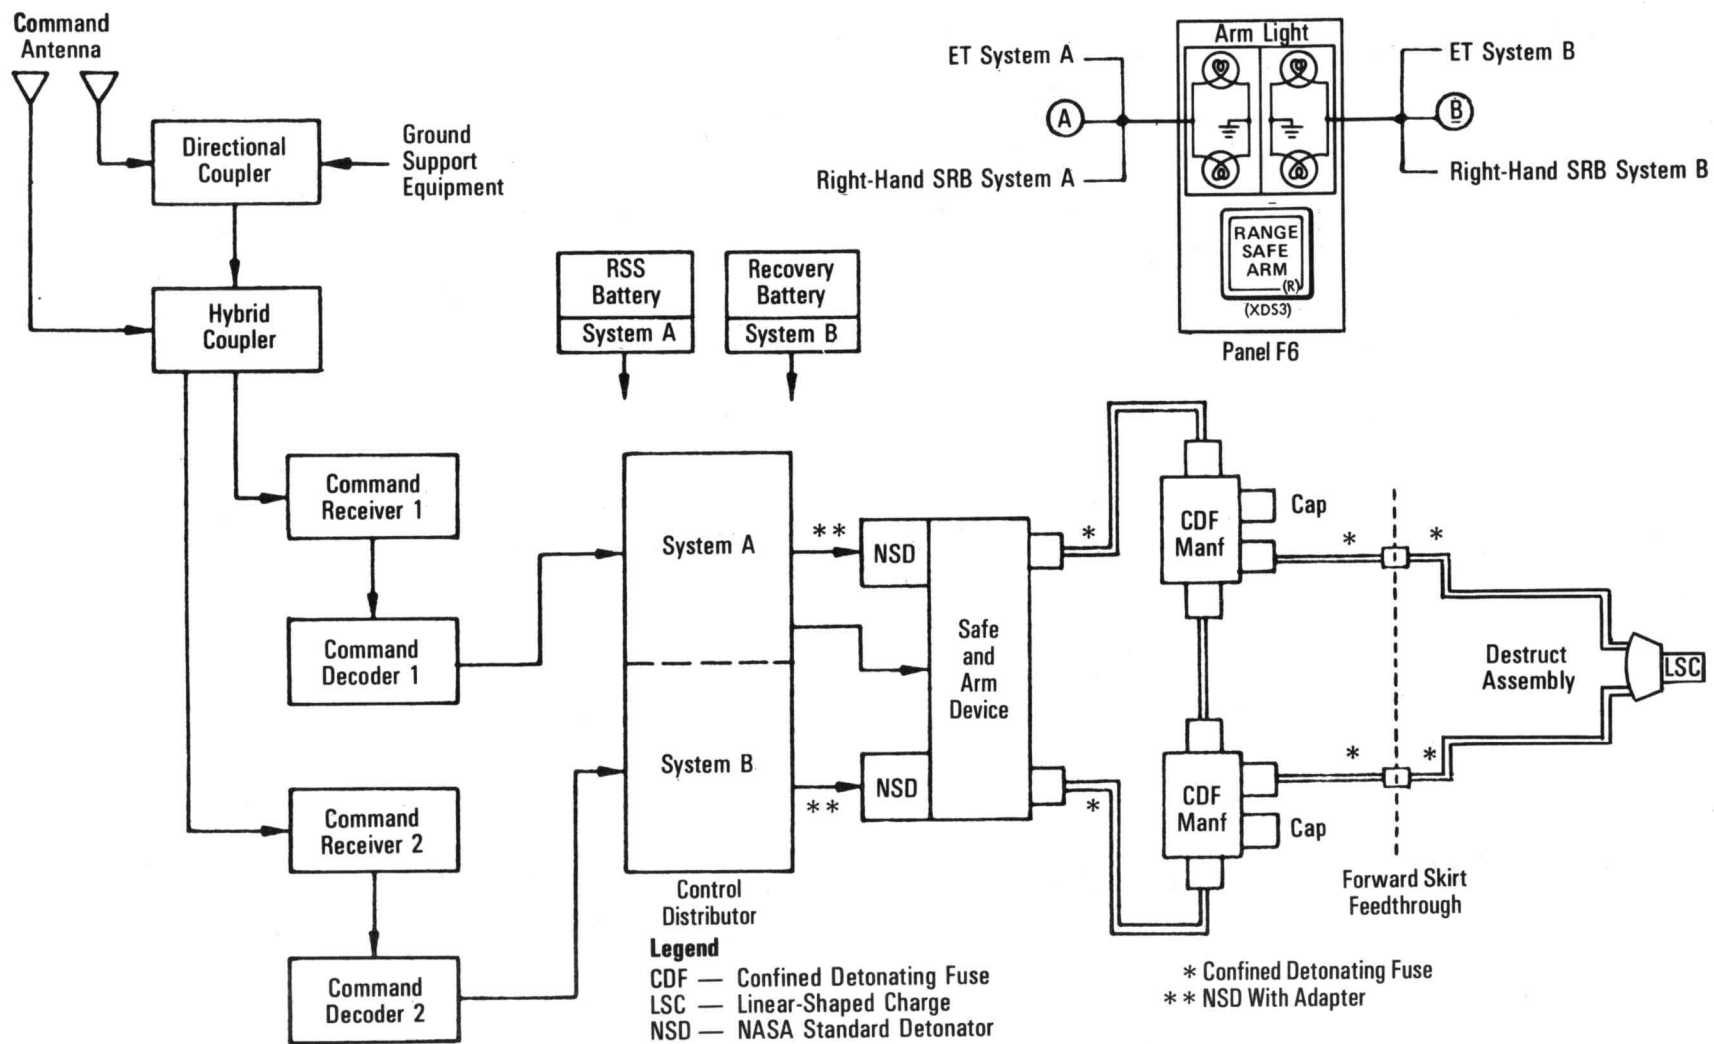 Command
Antenna
Directional
Coupler
Ground
Support
Equipment
Hybrid
Coupler
RSS
Battery
System A
Recovery
Battery
System B
ET System A
A
Right-Hand SRB System A
Arm Light
RANGE
SAFE
ARM
(R)
(XDS3)
Panel F6
ET System B
B
Right-Hand SRB System B
Command
Receiver 1
Command
Decoder 1
Command
Receiver 2
Command
Decoder 2
System A
System B
Control
Distributor
**
NSD
NSD
**
Safe
and
Arm
Device
*
*
CDF
Manf
Cap
CDF
Manf
Cap
*
*
*
*
Forward Skirt
Feedthrough
Destruct
Assembly
LSC
Legend
CDF — Confined Detonating Fuse
LSC — Linear-Shaped Charge
NSD — NASA Standard Detonator
* Confined Detonating Fuse
** NSD With Adapter